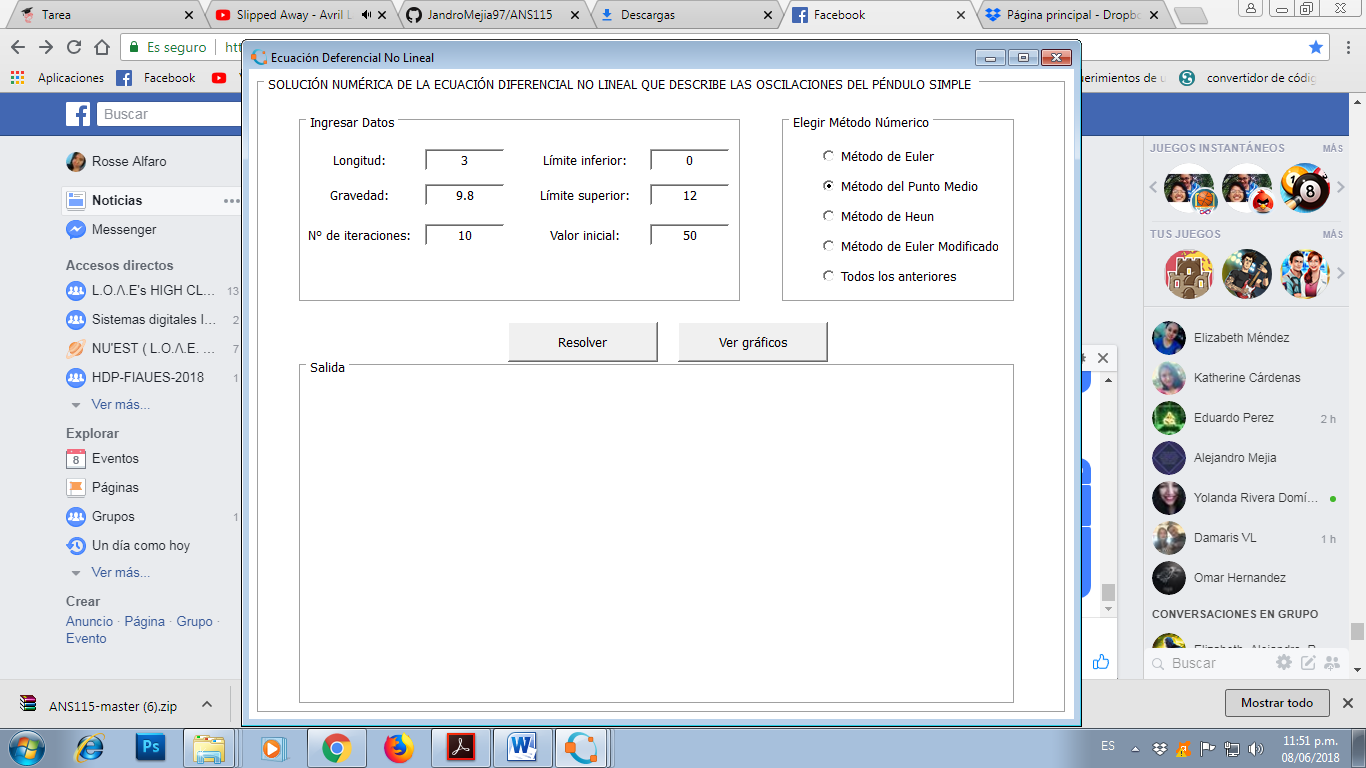 Tarea
Slipped Away - Avril L
JandroMejia97/ANS115
Descargas
Facebook
Página principal - Dropbo
Es seguro
Aplicaciones
Facebook
convertidor de códig
Buscar
Rosse Alfaro
Noticias
Messenger
Accesos directos
L.O.Λ.E's HIGH CL... 13
Sistemas digitales I... 2
NU'EST ( L.O.Λ.E. ... 7
HDP-FIAUES-2018 1
Ver más...
Explorar
8 Eventos
Páginas
Grupos 1
Un día como hoy
Ver más...
Crear
Anuncio · Página · Grupo ·
Evento
Ecuación Deferencial No Lineal
SOLUCIÓN NUMÉRICA DE LA ECUACIÓN DIFERENCIAL NO LINEAL QUE DESCRIBE LAS OSCILACIONES DEL PÉNDULO SIMPLE
Ingresar Datos
Longitud: 3 Límite inferior: 0
Gravedad: 9.8 Límite superior: 12
Nº de iteraciones: 10 Valor inicial: 50
Elegir Método Númerico
Método de Euler
Método del Punto Medio
Método de Heun
Método de Euler Modificado
Todos los anteriores
Resolver Ver gráficos
Salida
JUEGOS INSTANTÁNEOS MÁS
TUS JUEGOS MÁS
Elizabeth Méndez
Katherine Cárdenas
Eduardo Perez 2 h
Alejandro Mejia
Yolanda Rivera Domí...
Damaris VL 1 h
Omar Hernandez
CONVERSACIONES EN GRUPO
Buscar
ANS115-master (6).zip
Mostrar todo
Ps
W
ES
11:51 p.m.
08/06/2018